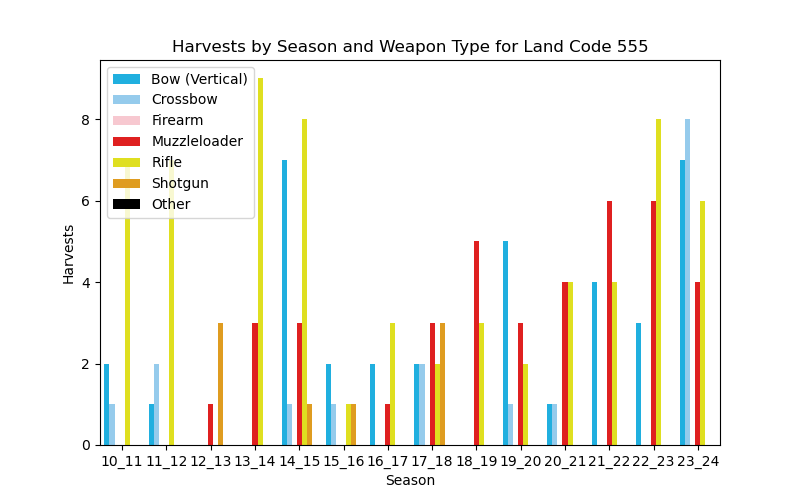 Harvests by Season and Weapon Type for Land Code 555
Bow (Vertical)
Crossbow
Firearm
Muzzleloader
Rifle
Shotgun
Other
Harvests
8
6
4
2
0
10_11 11_12 12_13 13_14 14_15 15_16 16_17 17_18 18_19 19_20 20_21 21_22 22_23 23_24
Season